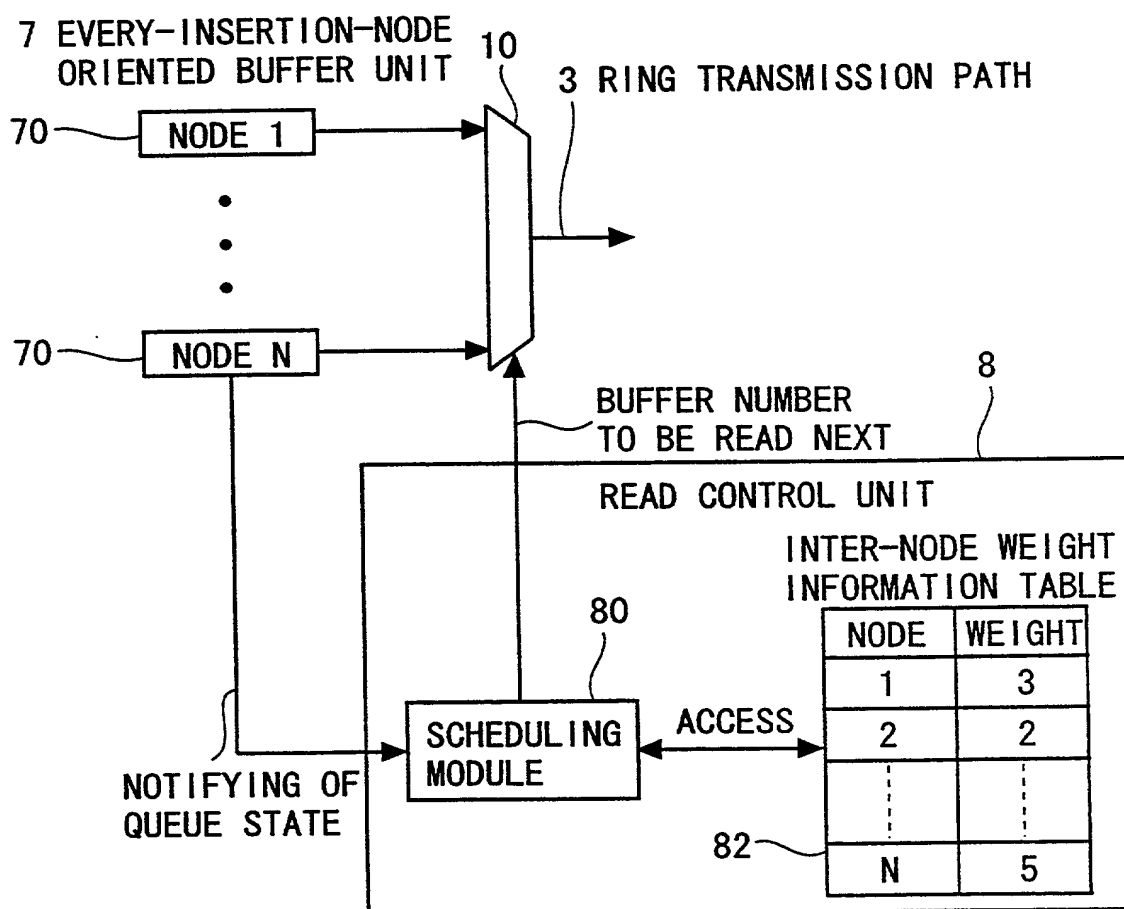 7 EVERY-INSERTION-NODE
ORIENTED BUFFER UNIT
10
3 RING TRANSMISSION PATH
70
NODE 1
70
NODE N
BUFFER NUMBER
TO BE READ NEXT
8
READ CONTROL UNIT
INTER-NODE WEIGHT
INFORMATION TABLE
80
NODE WEIGHT
1 3
2 2
N 5
SCHEDULING
MODULE
ACCESS
NOTIFYING OF
QUEUE STATE
82